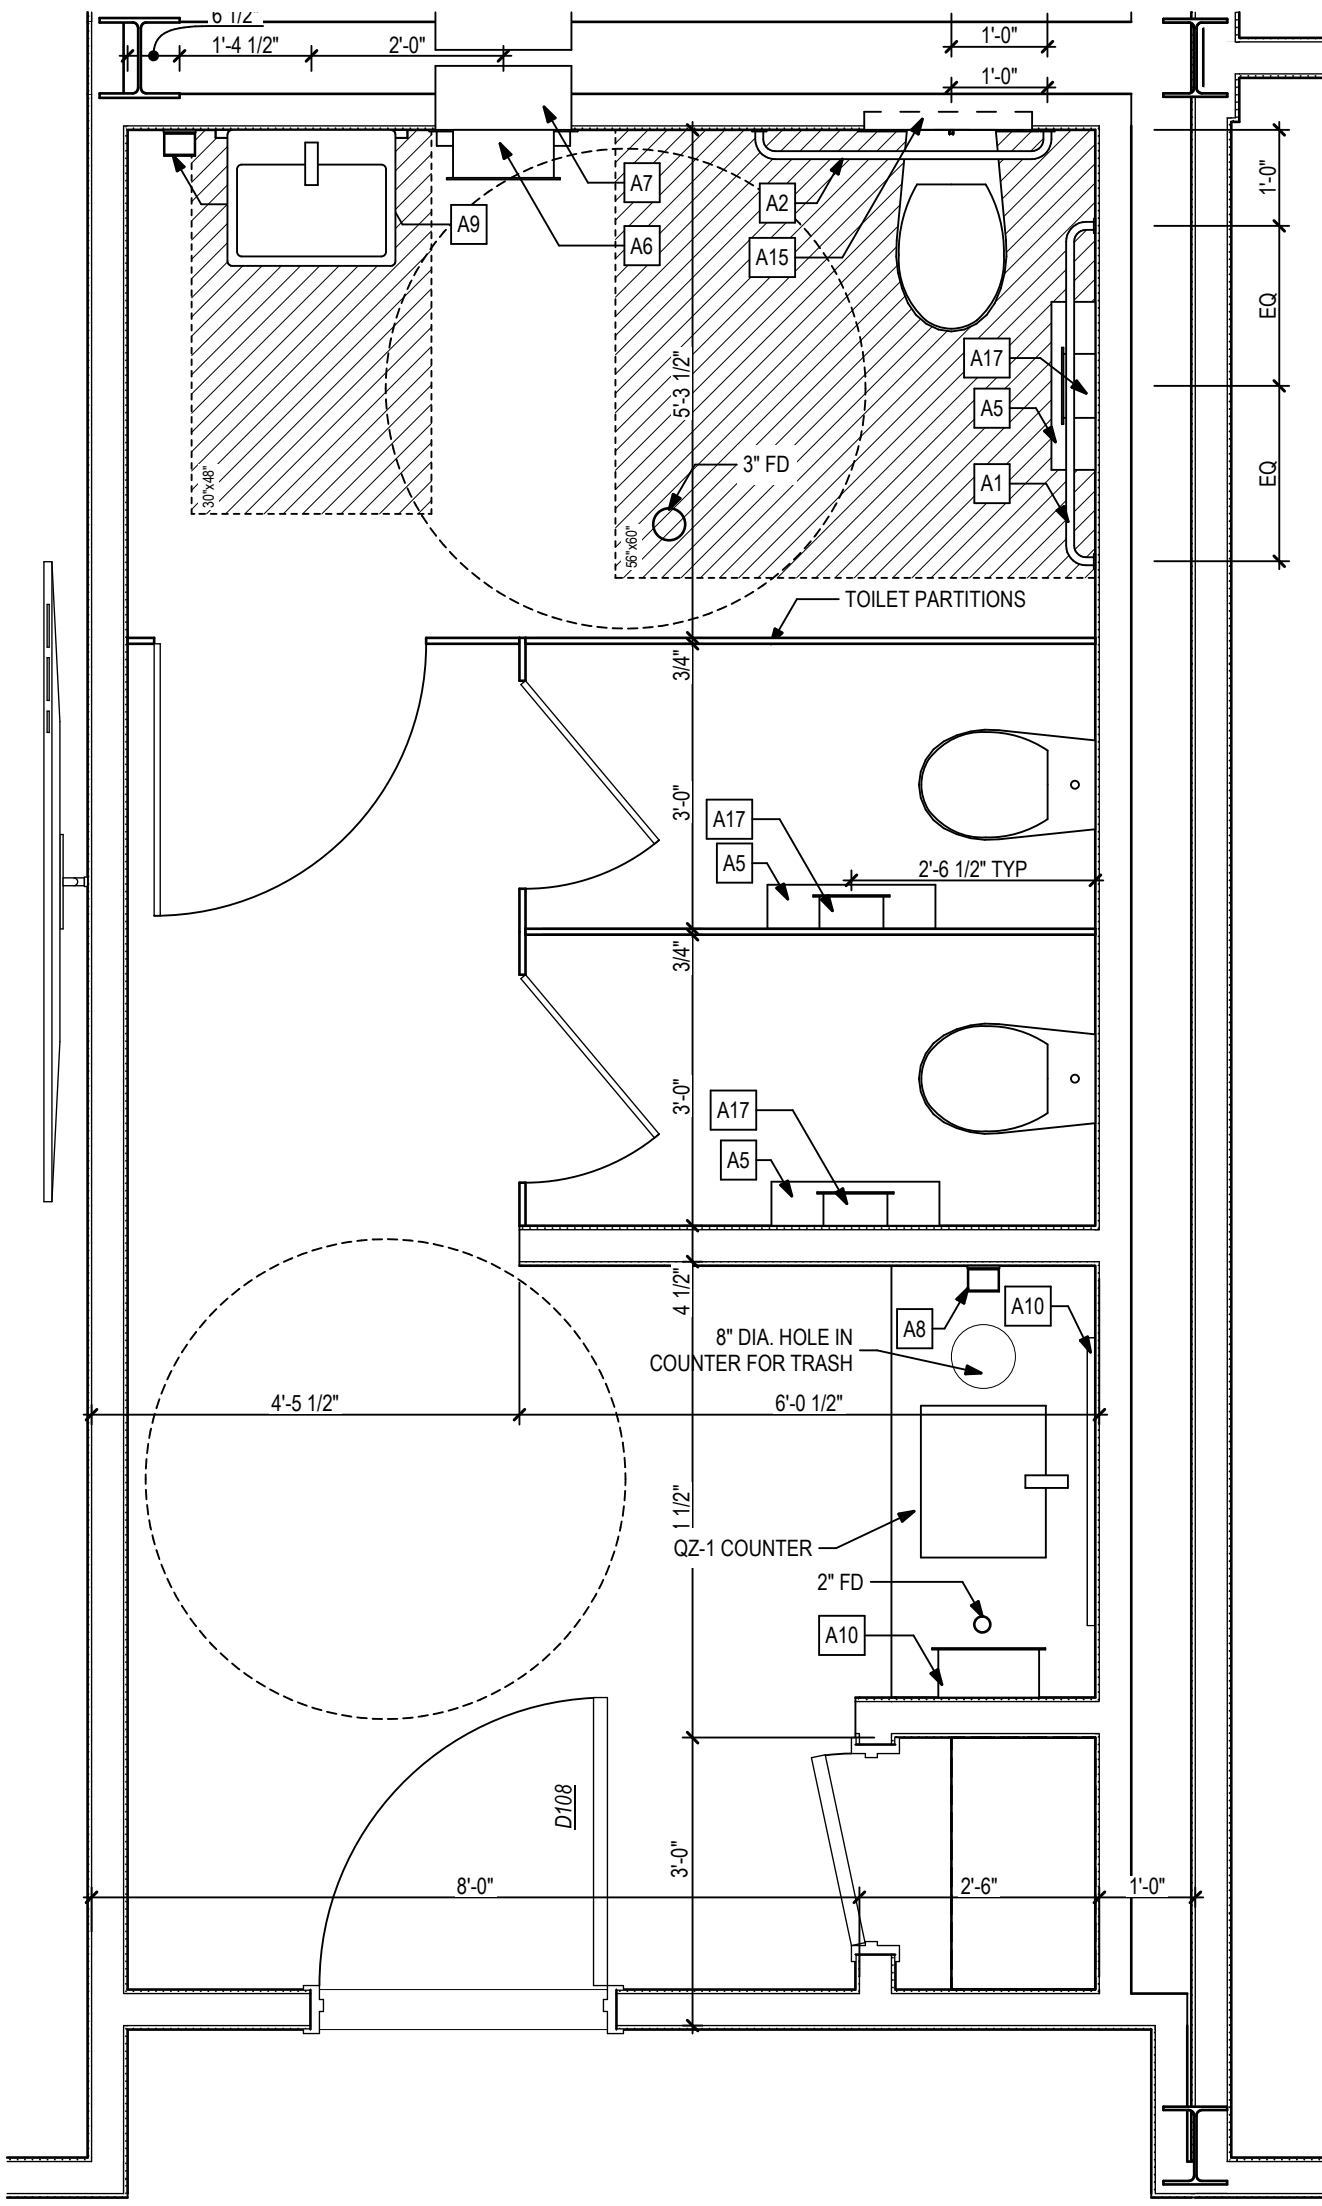 6 1/2"
1'-4 1/2"
2'-0"
1'-0"
1'-0"
A7
A2
A9
A6
A15
1'-0"
EQ
A17
5'-3 1/2"
A5
3" FD
EQ
A1
30"x48"
56"x60"
TOILET PARTITIONS
3/4"
3'-0"
A17
A5
2'-6 1/2" TYP
3/4"
3'-0"
A17
A5
4 1/2"
A8
A10
8" DIA. HOLE IN
COUNTER FOR TRASH
4'-5 1/2"
6'-0 1/2"
1 1/2"
QZ-1 COUNTER
2" FD
A10
D108
3'-0"
8'-0"
2'-6"
1'-0"